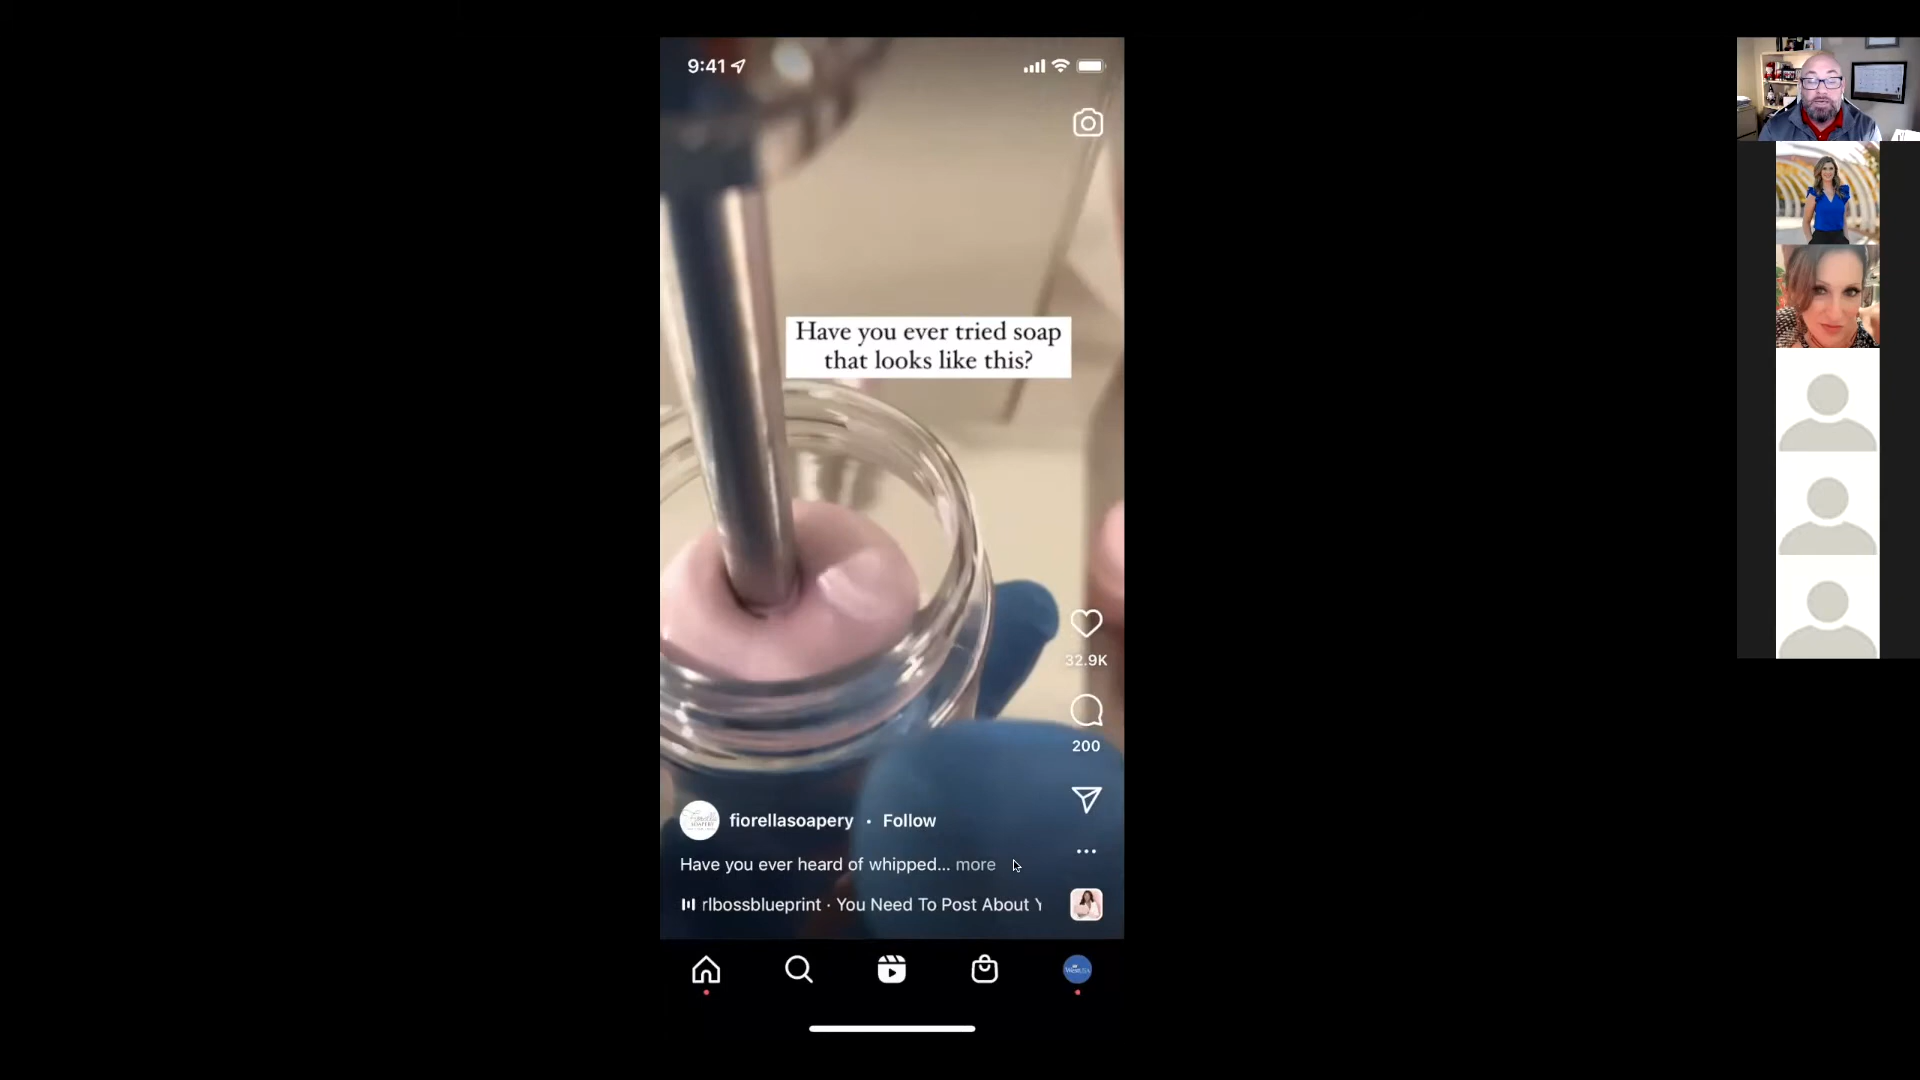 9:41
Have you ever tried soap
that looks like this?
32.9K
200
fiorellasoapery • Follow
Have you ever heard of whipped... more
rlbossblueprint · You Need To Post About Y